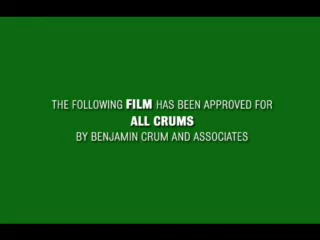 THE FOLLOWING FILM HAS BEEN APPROVED FOR
ALL CRUMS
BY BENJAMIN CRUM AND ASSOCIATES